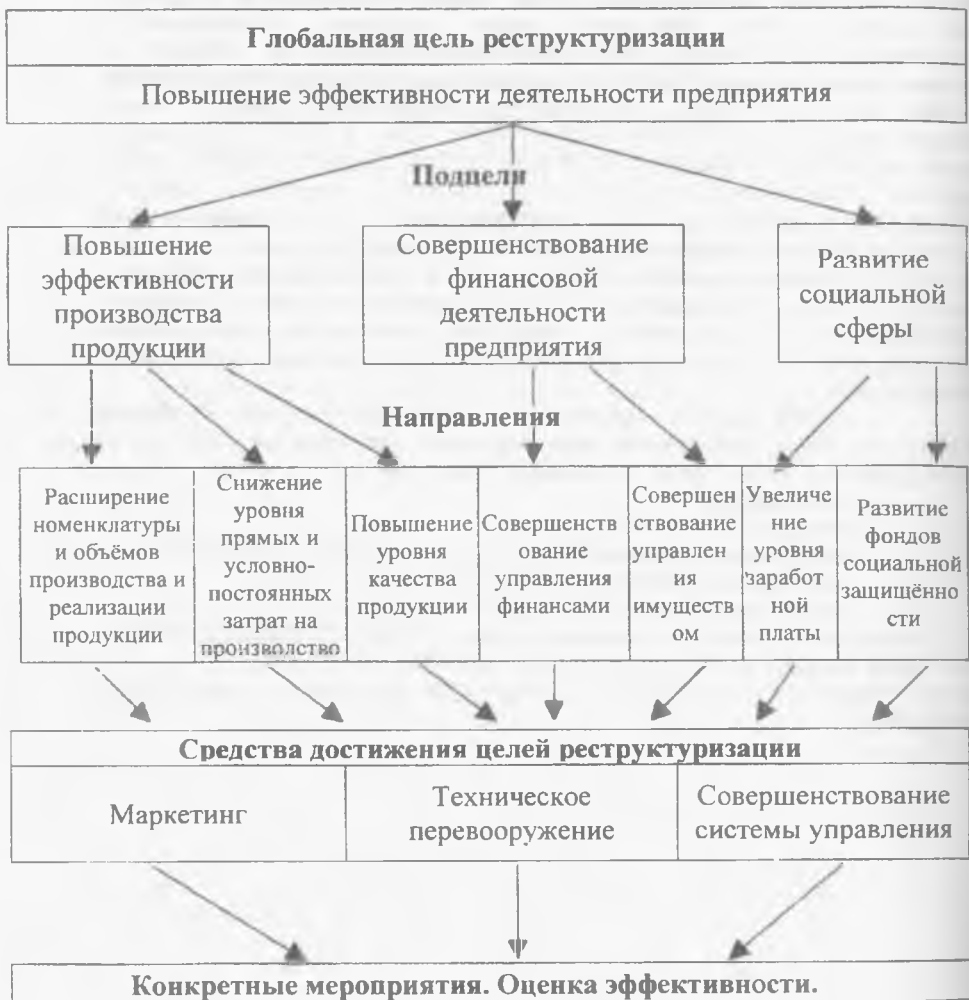 Глобальная цель реструктуризации
Повышение эффективности деятельности предприятия
Подцели
Повышение
эффективности
производства
продукции
Совершенствование
финансовой
деятельности
предприятия
Развитие
социальной
сферы
Направления
Расширение
номенклатуры
и объёмов
производства и
реализации
продукции
Снижение
уровня
прямых и
условно-
постоянных
затрат на
производство
Повышение
уровня
качества
продукции
Совершенств
ование
управления
финансами
Совершен
ствование
управлен
ия
имуществ
ом
Увеличе
ние
уровня
заработ
ной
платы
Развитие
фондов
социальной
защищённо
сти
Средства достижения целей реструктуризации
Маркетинг
Техническое
перевооружение
Совершенствование
системы управления
Конкретные мероприятия. Оценка эффективности.